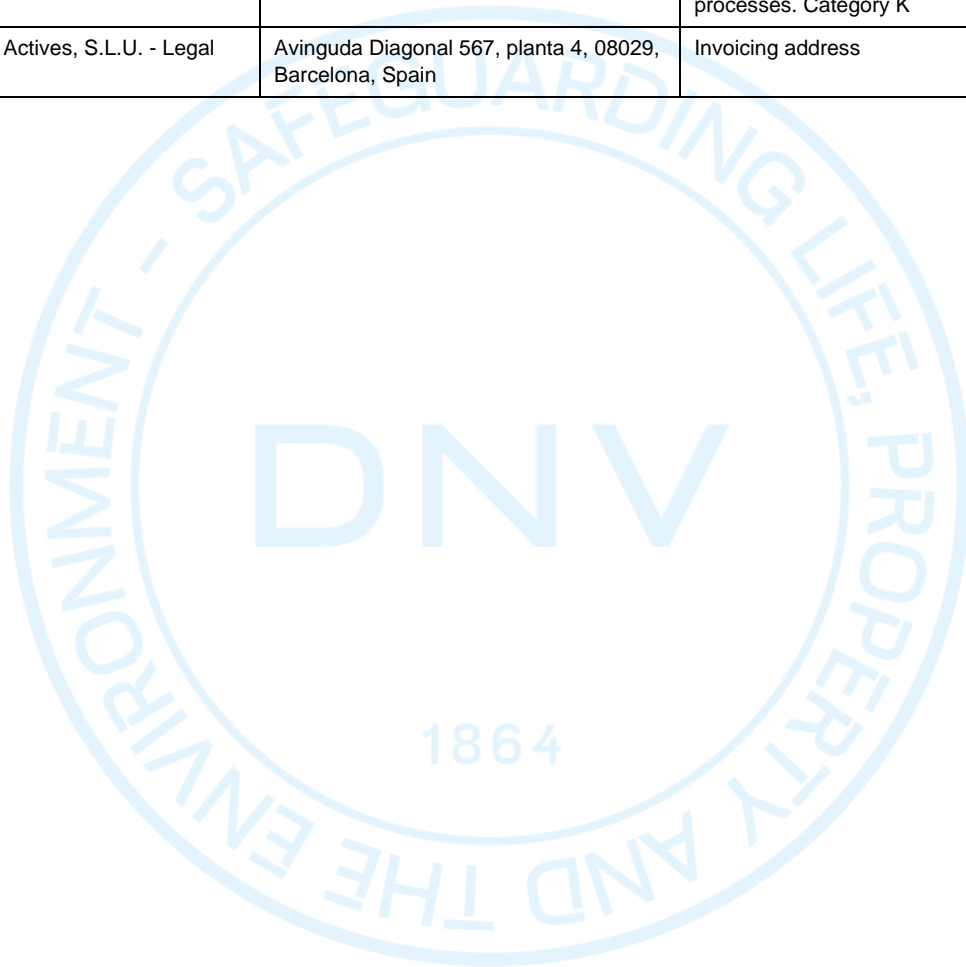 processes. Category K
Actives, S.L.U. - Legal
Avinguda Diagonal 567, planta 4, 08029,
Barcelona, Spain
Invoicing address
SAFEGUARDING LIFE, PROPERTY AND THE ENVIRONMENT -
DNV
1864